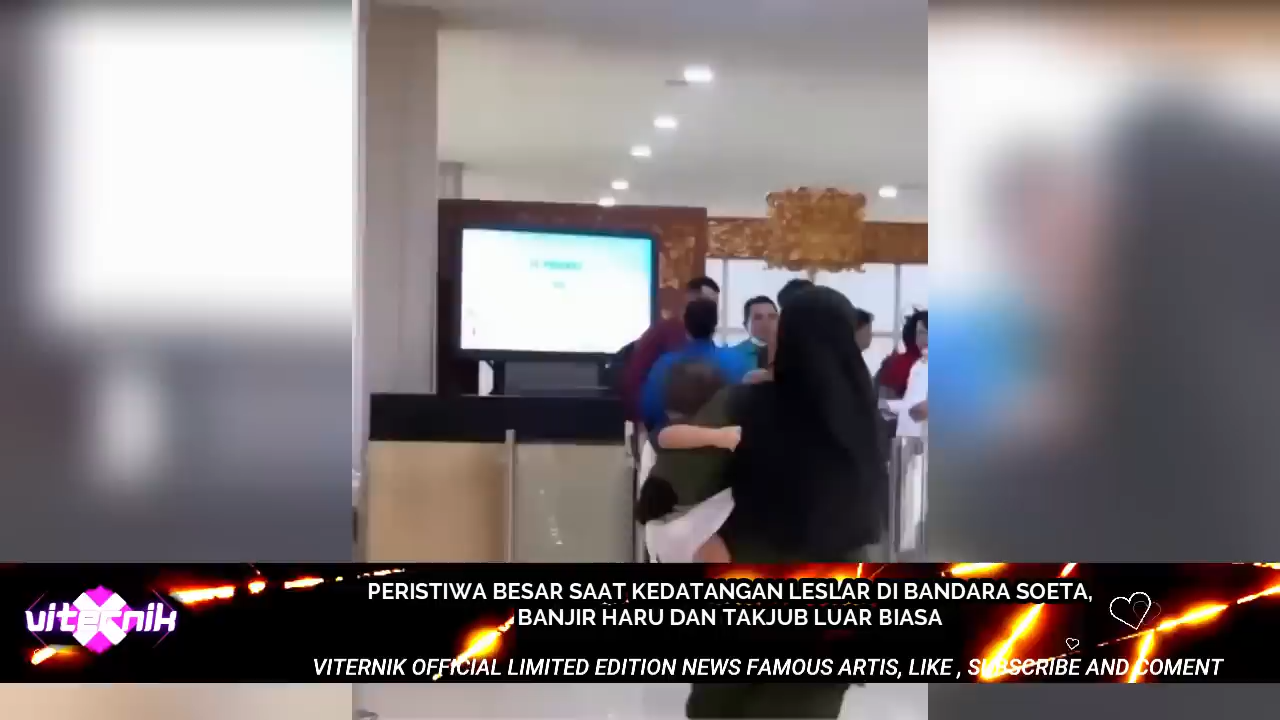 viternik
PERISTIWA BESAR SAAT KEDATANGAN LESLAR DI BANDARA SOETA,
BANJIR HARU DAN TAKJUB LUAR BIASA
VITERNIK OFFICIAL LIMITED EDITION NEWS FAMOUS ARTIS, LIKE , SUBSCRIBE AND COMENT